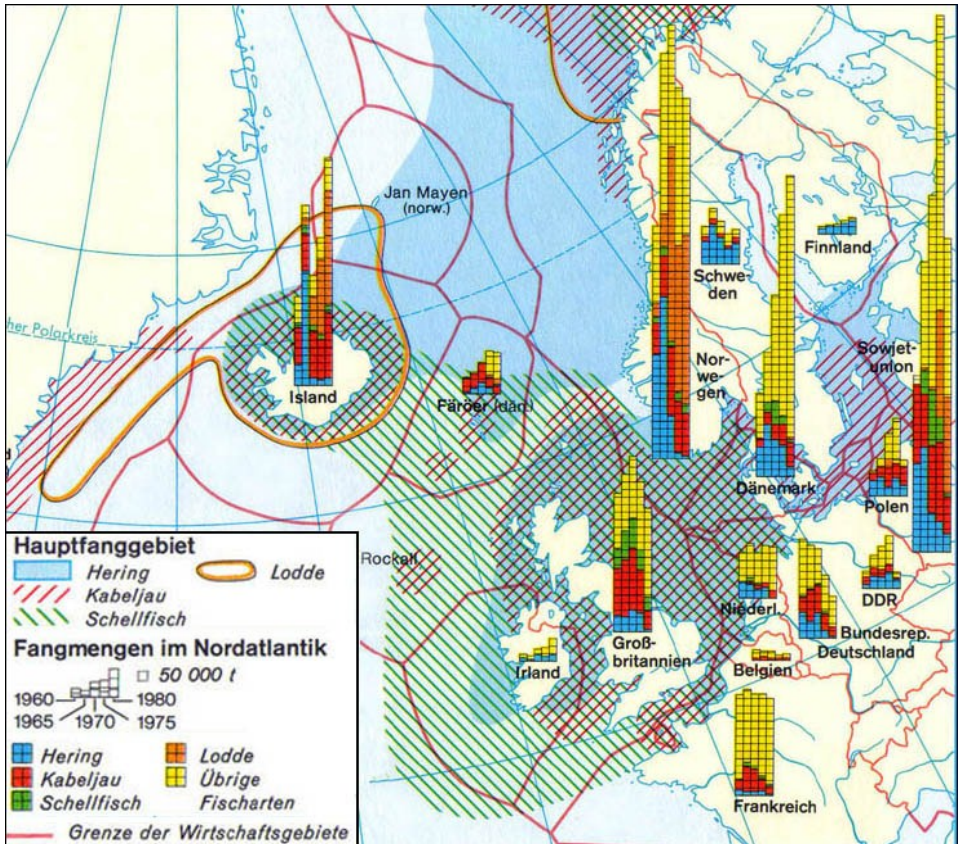 Jan Mayen
(norw.)
Finnland
Schwe-
den
her Polarkreis
Sowjet-
union
Nor-
we-
gen
Island
Färöer (dän.)
Dänemark
Polen
Rockall
Niederl.
DDR
Groß-
britannien
Bundesrep.
Deutschland
Irland
Belgien
Frankreich
Hauptfanggebiet
Hering
Lodde
Kabeljau
Schellfisch
Fangmengen im Nordatlantik
50 000 t
1960
1980
1965
1970
1975
Hering
Lodde
Kabeljau
Übrige
Schellfisch
Fischarten
Grenze der Wirtschaftsgebiete